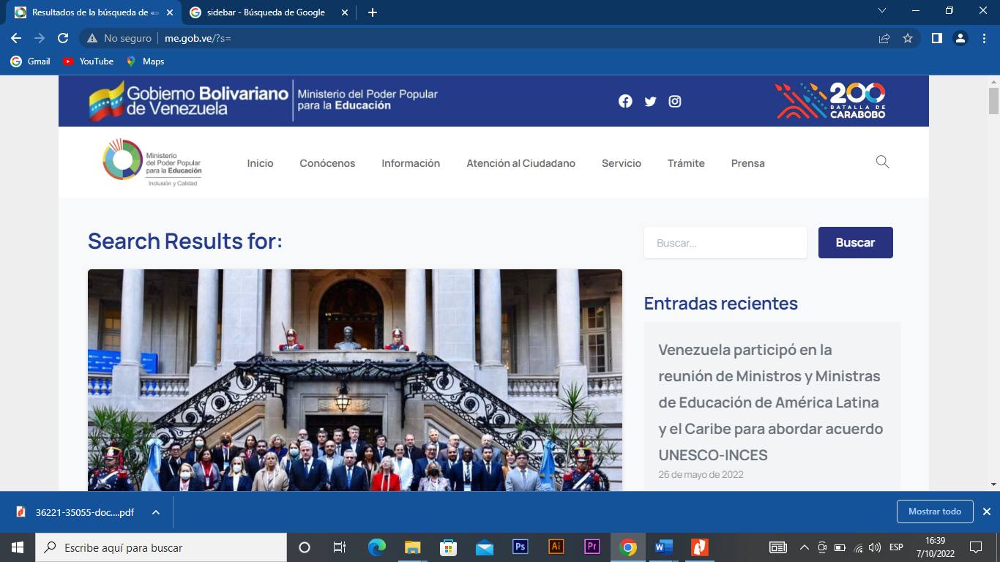 Resultados de la búsqueda de «»
sidebar - Búsqueda de Google
No seguro
me.gob.ve/?s=
Gmail
YouTube
Maps
Gobierno Bolivariano
de Venezuela
Ministerio del Poder Popular
para la Educación
200
BATALLA DE
CARABOBO
Ministerio
del Poder Popular
para la Educación
Inclusión y Calidad
Inicio
Conócenos
Información
Atención al Ciudadano
Servicio
Trámite
Prensa
Search Results for:
Buscar...
Buscar
Entradas recientes
Venezuela participó en la
reunión de Ministros y Ministras
de Educación de América Latina
y el Caribe para abordar acuerdo
UNESCO-INCES
26 de mayo de 2022
36221-35055-doc....pdf
Mostrar todo
Escribe aquí para buscar
Ps
Ai
Pr
ESP
16:39
7/10/2022